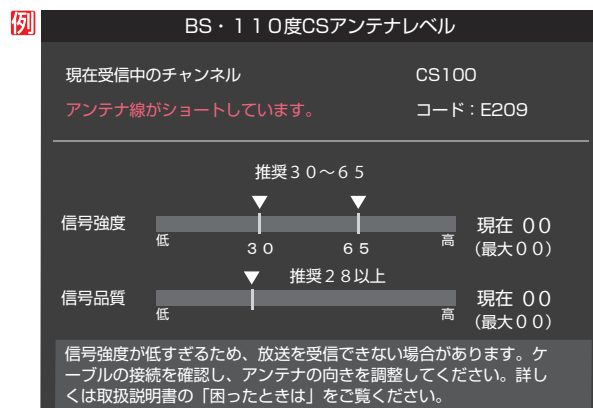 例
BS・110度CSアンテナレベル
現在受信中のチャンネル CS100
アンテナ線がショートしています。 コード：E209
推奨３０～６５
信号強度 低 ３０ ６５ 高 現在 00
(最大００)
推奨２８以上
信号品質 低 高 現在 00
(最大００)
信号強度が低すぎるため、放送を受信できない場合があります。ケ
ーブルの接続を確認し、アンテナの向きを調整してください。詳し
くは取扱説明書の「困ったときは」をご覧ください。